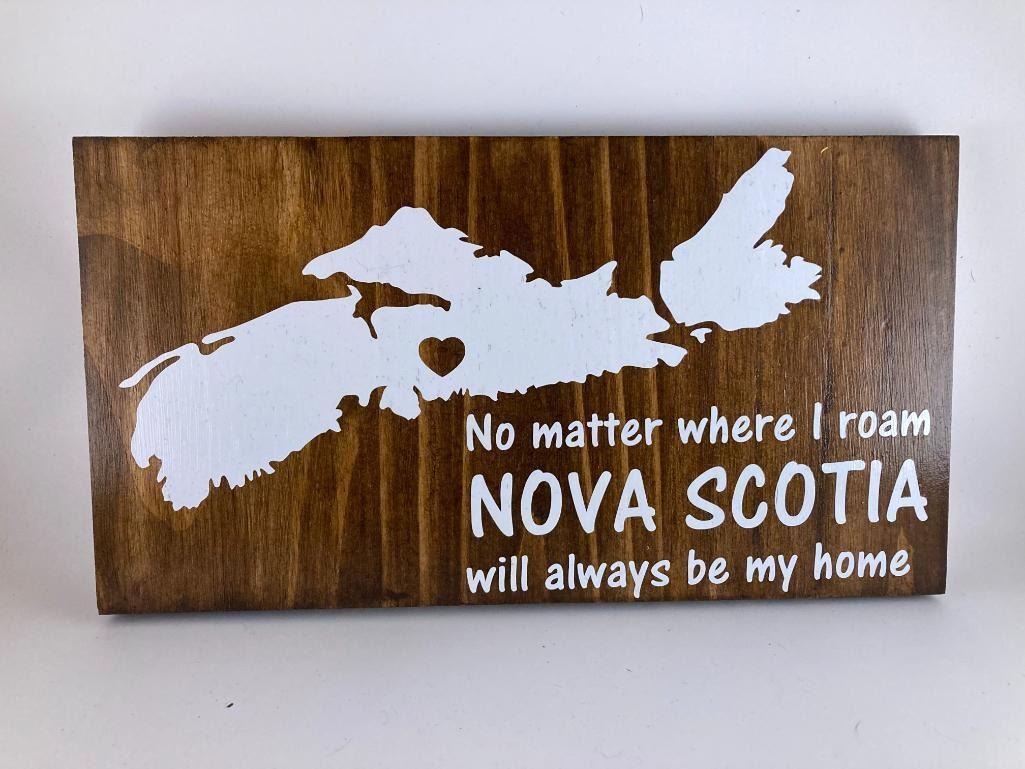 No matter where I roam
NOVA SCOTIA
will always be my home